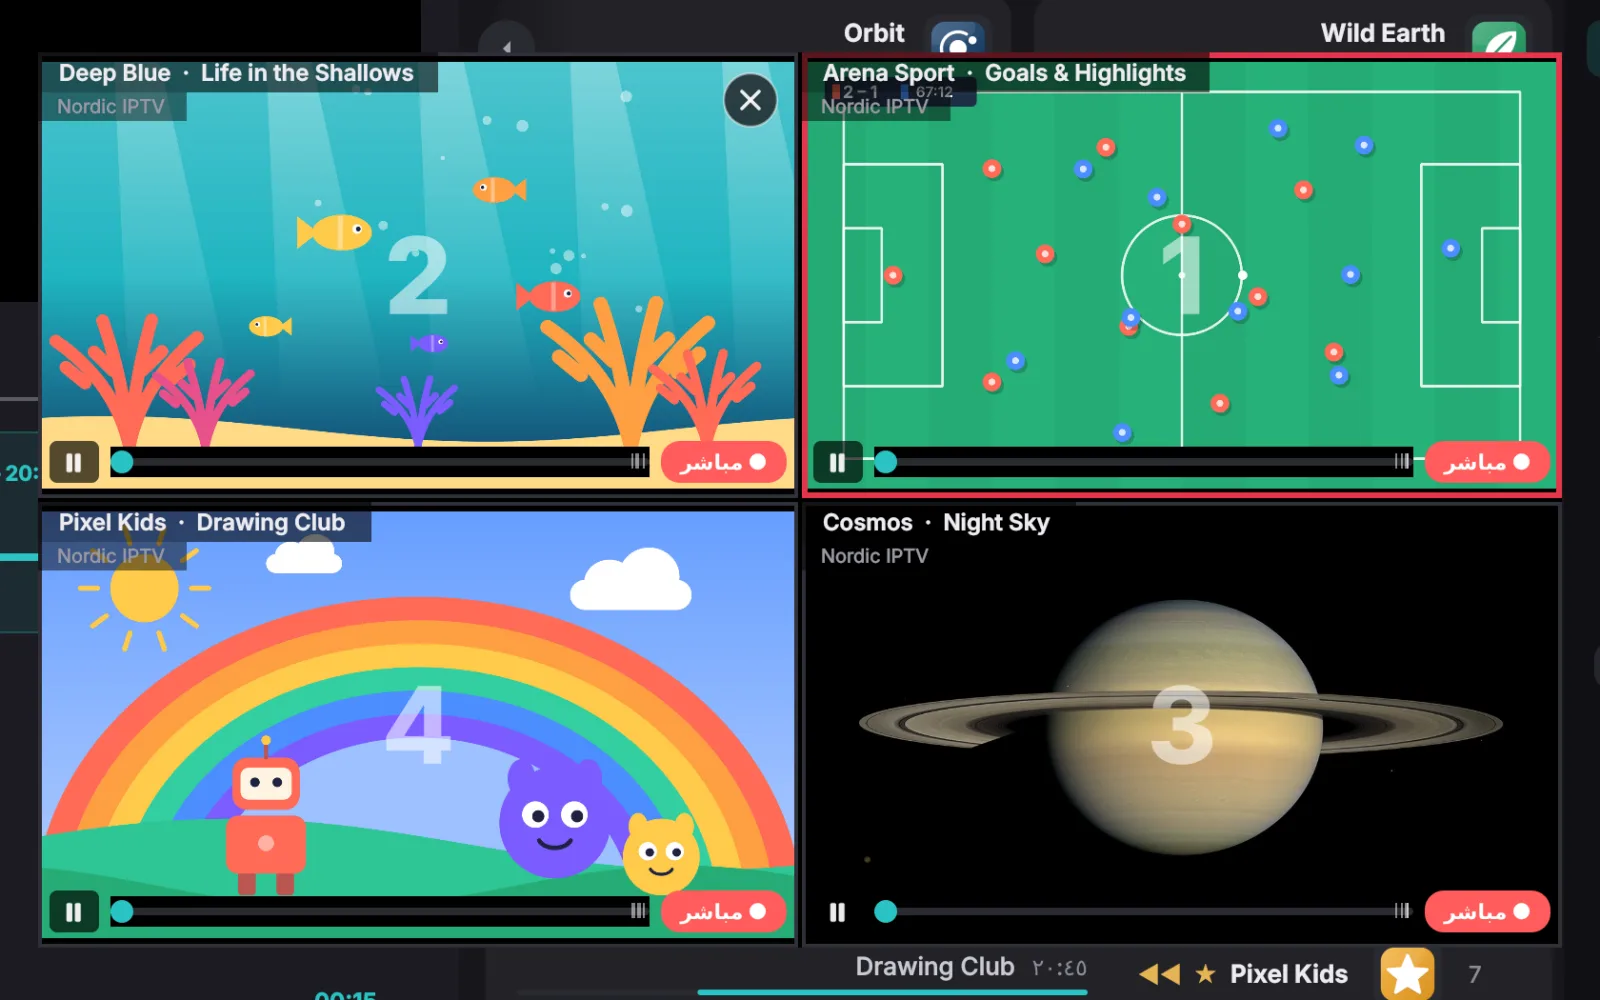 Orbit
Wild Earth
Deep Blue · Life in the Shallows
Nordic IPTV
2
مباشر
Arena Sport · Goals & Highlights
2 – 1 67:12
Nordic IPTV
1
مباشر
20:
Pixel Kids · Drawing Club
Nordic IPTV
4
مباشر
Cosmos · Night Sky
Nordic IPTV
3
مباشر
00:15
Drawing Club ٢٠:٤٥
Pixel Kids 7